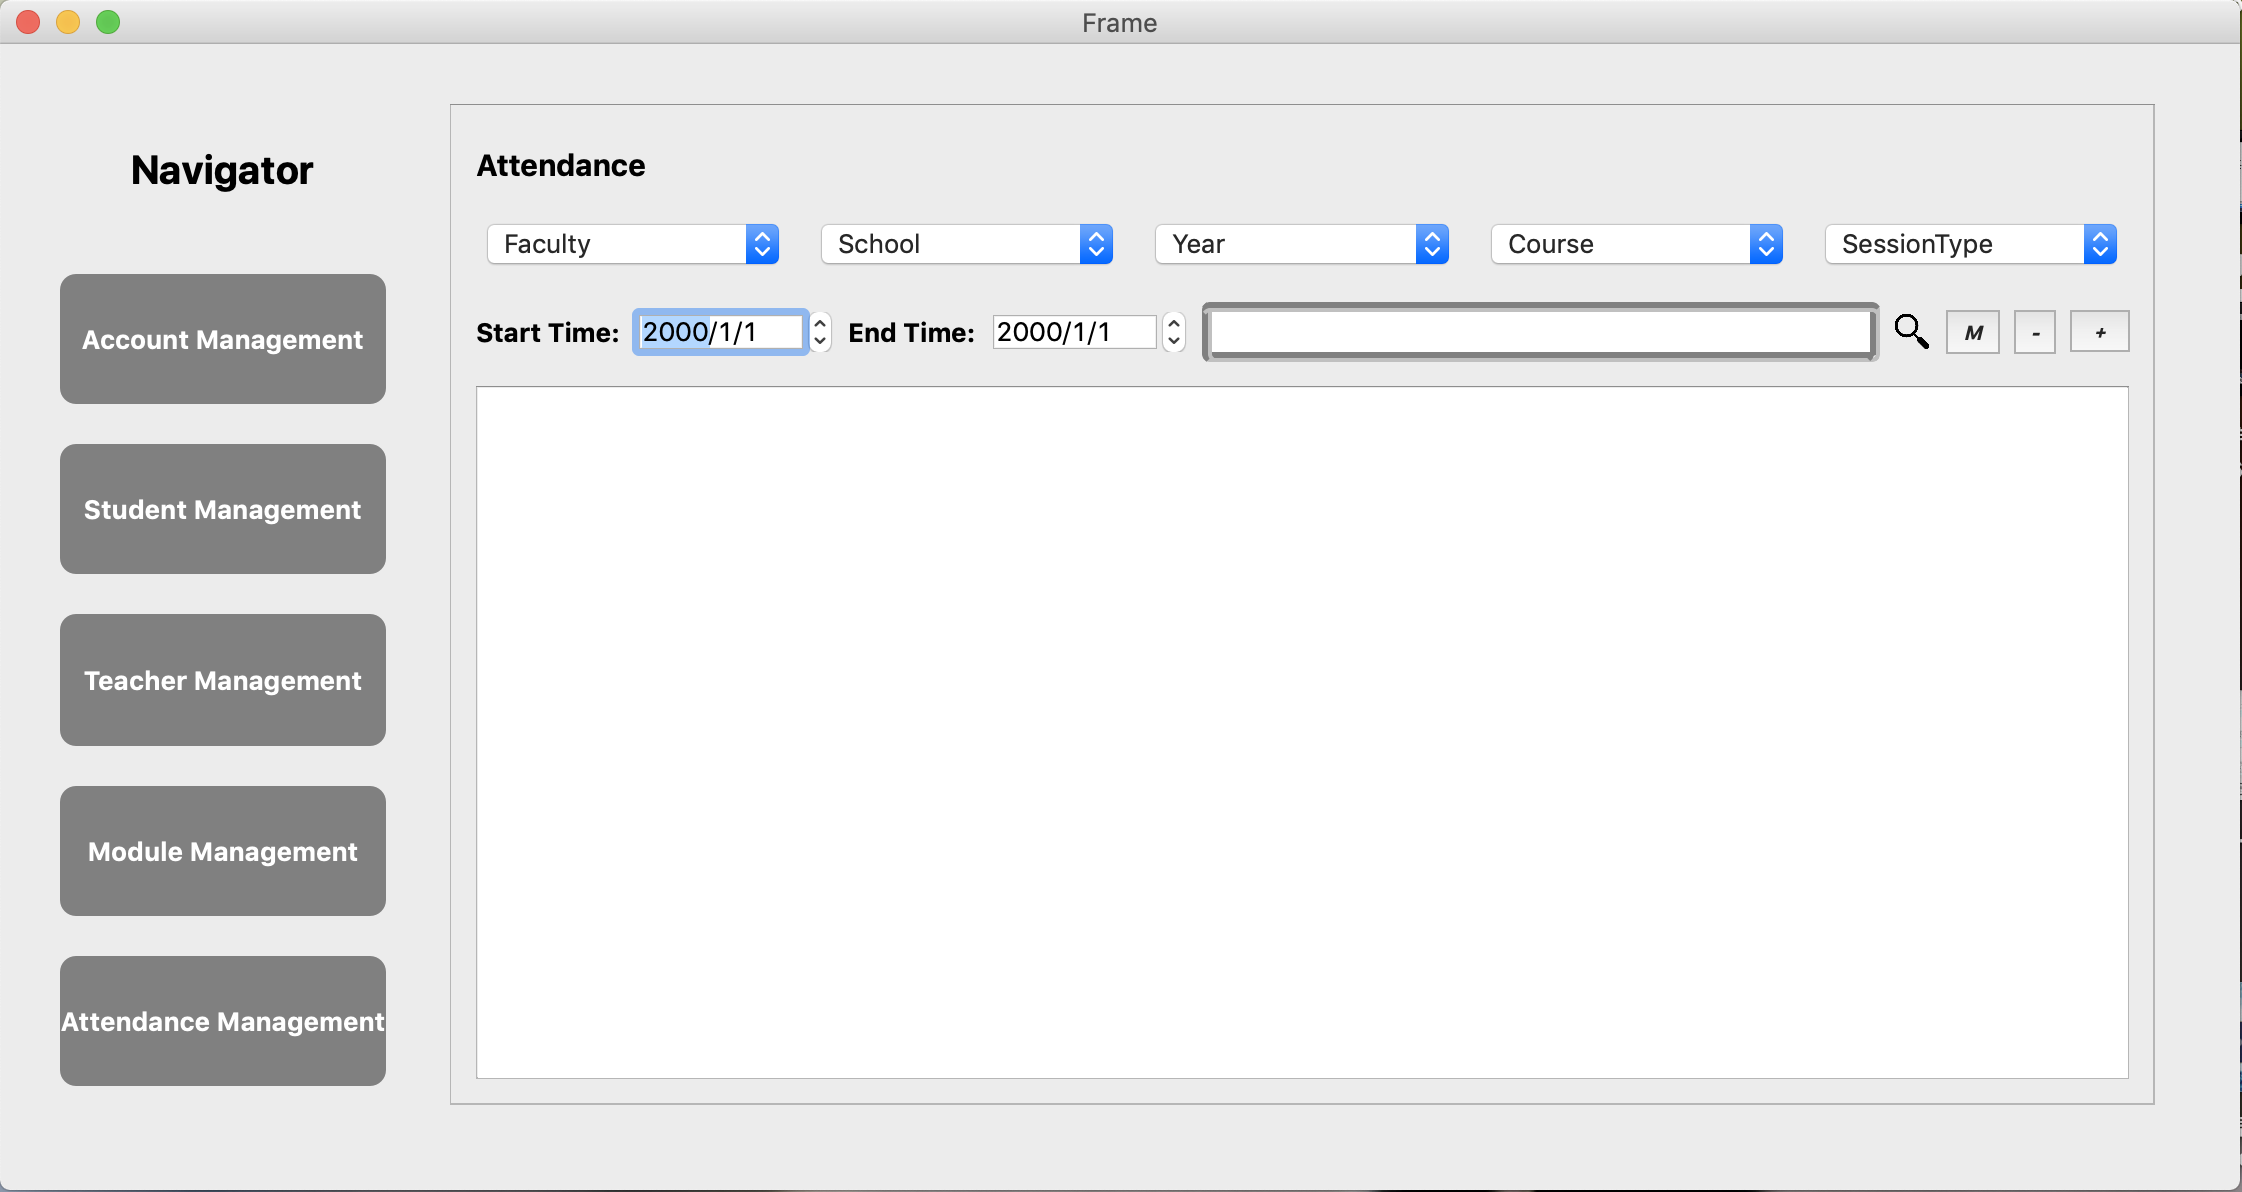 Frame
Navigator
Account Management
Student Management
Teacher Management
Module Management
Attendance Management
Attendance
Faculty School Year Course SessionType
Start Time: 2000/1/1 End Time: 2000/1/1 M - +